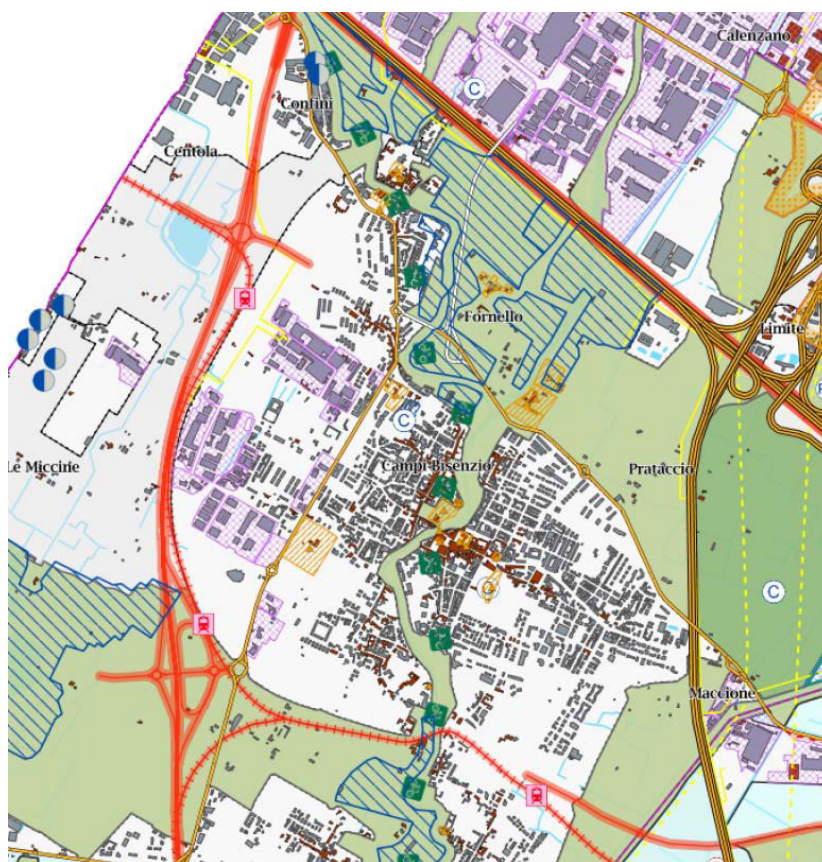 Calenzano
C
Confini
Centola
Fornello
Limite
C
Le Miccine
Campi Bisenzio
Prataccio
C
Maccione